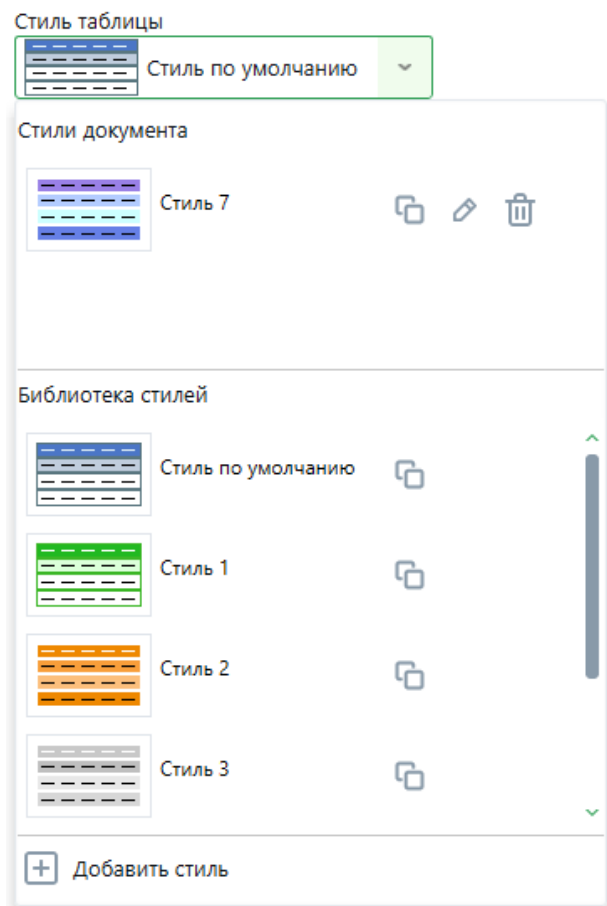 Стиль таблицы
Стиль по умолчанию
Стили документа
Стиль 7
Библиотека стилей
Стиль по умолчанию
Стиль 1
Стиль 2
Стиль 3
Добавить стиль